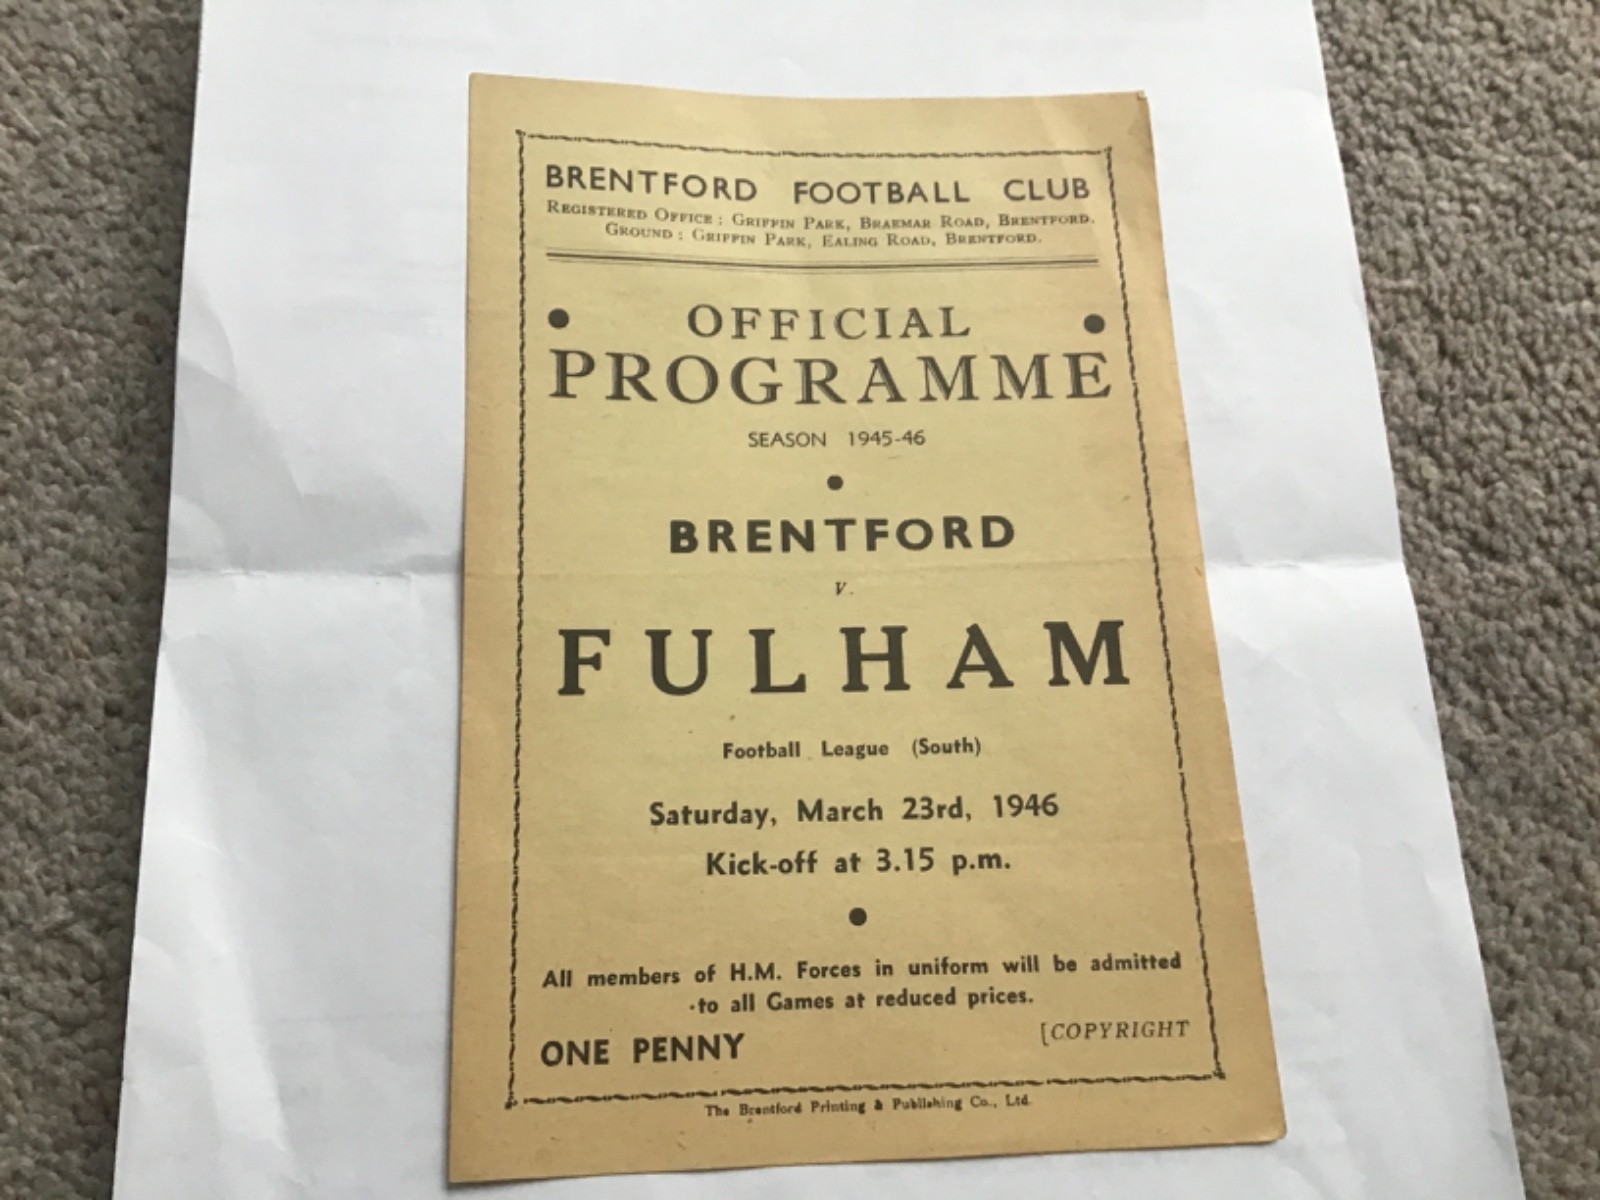 BRENTFORD FOOTBALL CLUB
REGISTERED OFFICE : GRIFFIN PARK, BRAEMAR ROAD, BRENTFORD.
GROUND : GRIFFIN PARK, EALING ROAD, BRENTFORD.
OFFICIAL
PROGRAMME
SEASON 1945-46
BRENTFORD
v.
FULHAM
Football League (South)
Saturday, March 23rd, 1946
Kick-off at 3.15 p.m.
All members of H.M. Forces in uniform will be admitted
to all Games at reduced prices.
ONE PENNY
[COPYRIGHT
The Brentford Printing & Publishing Co., Ltd.